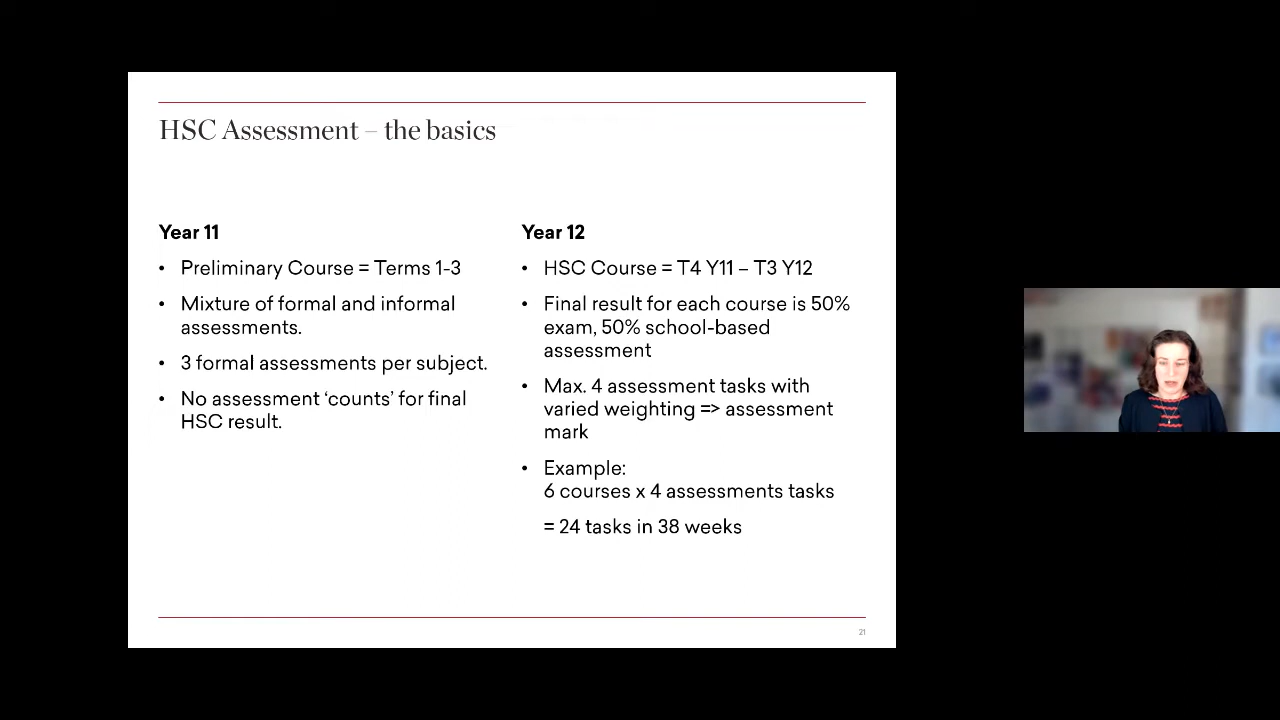 HSC Assessment – the basics
Year 11
• Preliminary Course = Terms 1-3
• Mixture of formal and informal
assessments.
• 3 formal assessments per subject.
• No assessment ‘counts’ for final
HSC result.
Year 12
• HSC Course = T4 Y11 – T3 Y12
• Final result for each course is 50%
exam, 50% school-based
assessment
• Max. 4 assessment tasks with
varied weighting => assessment
mark
• Example:
6 courses x 4 assessments tasks
= 24 tasks in 38 weeks
21